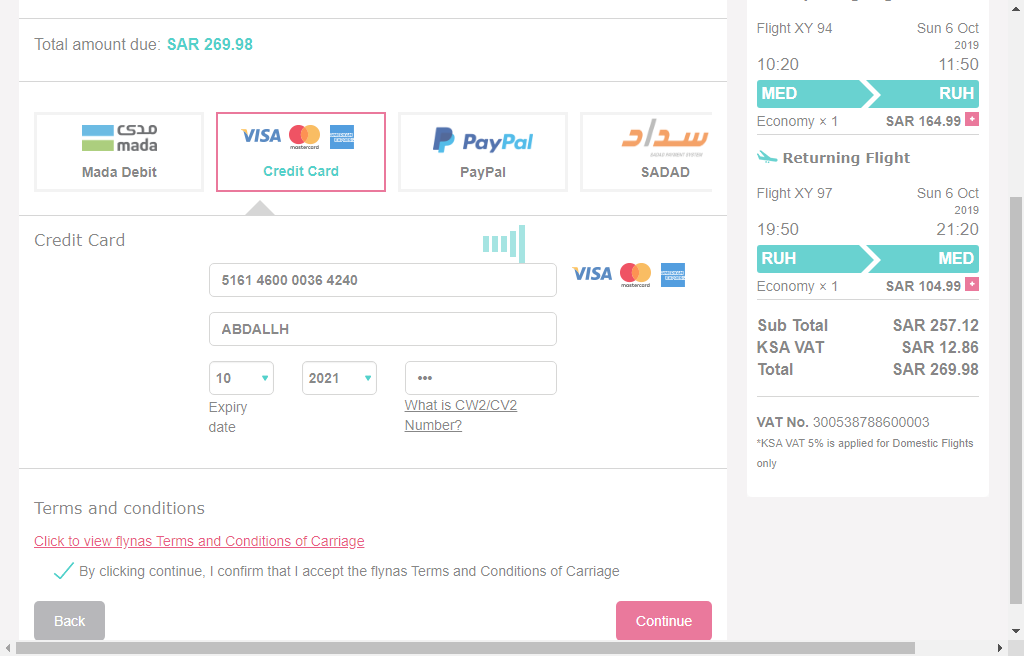 Total amount due: SAR 269.98
مدى
mada
Mada Debit
VISA
mastercard
Credit Card
PayPal
PayPal
سداد
SADAD PAYMENT SYSTEM
SADAD
Credit Card
5161 4600 0036 4240
VISA
mastercard
ABDALLH
10
2021
•••
Expiry
date
What is CW2/CV2
Number?
Terms and conditions
Click to view flynas Terms and Conditions of Carriage
By clicking continue, I confirm that I accept the flynas Terms and Conditions of Carriage
Back
Continue
Flight XY 94 Sun 6 Oct
2019
10:20 11:50
MED RUH
Economy × 1 SAR 164.99 +
Returning Flight
Flight XY 97 Sun 6 Oct
2019
19:50 21:20
RUH MED
Economy × 1 SAR 104.99 +
Sub Total SAR 257.12
KSA VAT SAR 12.86
Total SAR 269.98
VAT No. 300538788600003
*KSA VAT 5% is applied for Domestic Flights
only